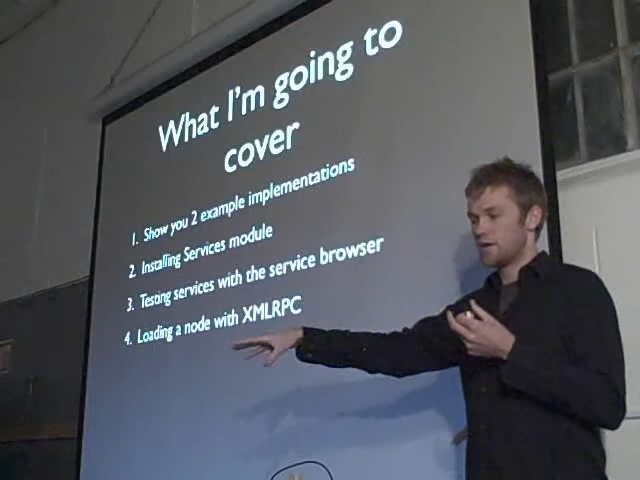 What I'm going to
cover
1. Show you 2 example implementations
2. Installing Services module
3. Testing services with the service browser
4. Loading a node with XMLRPC